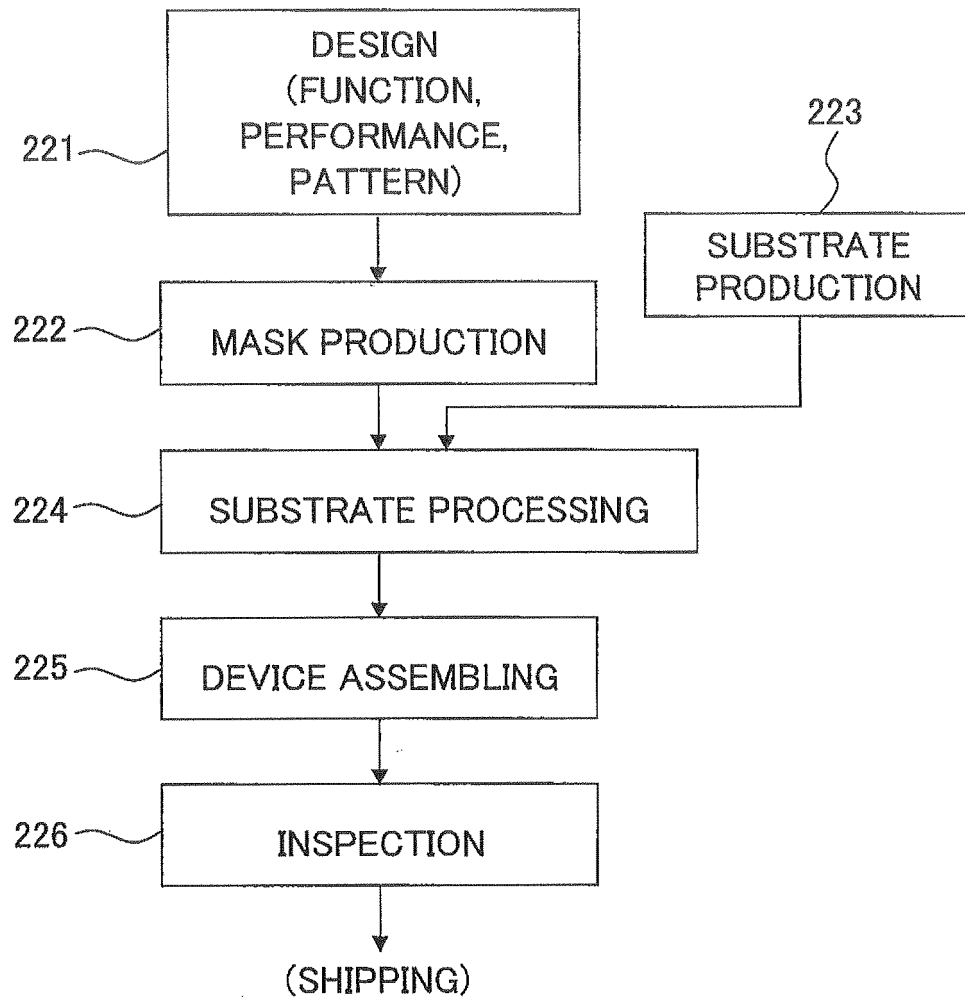 DESIGN
(FUNCTION,
PERFORMANCE,
PATTERN)
221
223
SUBSTRATE
PRODUCTION
222
MASK PRODUCTION
224
SUBSTRATE PROCESSING
225
DEVICE ASSEMBLING
226
INSPECTION
(SHIPPING)